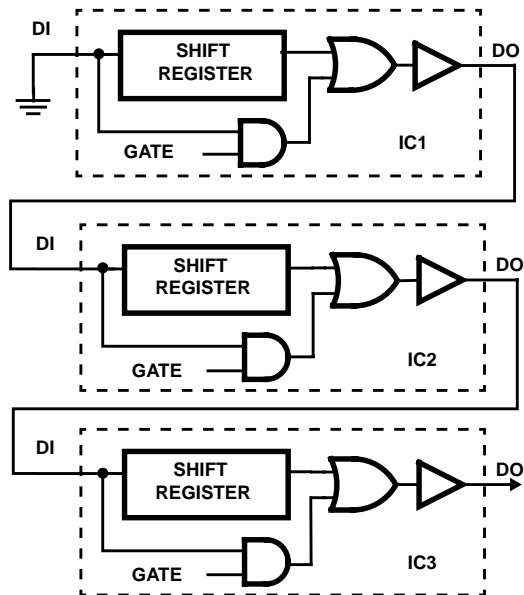 DI
SHIFT
REGISTER
DO
GATE
IC1
DI
SHIFT
REGISTER
DO
GATE
IC2
DI
SHIFT
REGISTER
DO
GATE
IC3